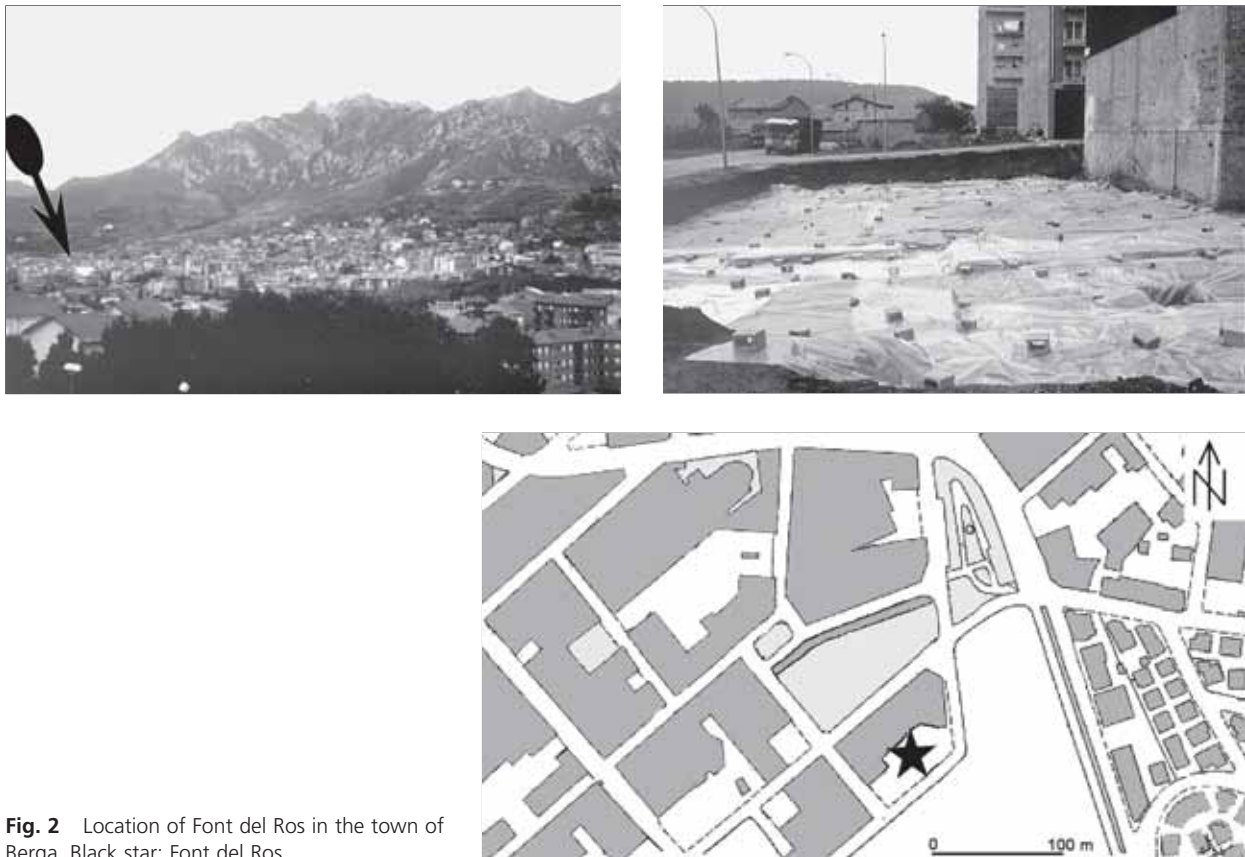 N
0 100 m
Fig. 2 Location of Font del Ros in the town of
Berga. Black star: Font del Ros.